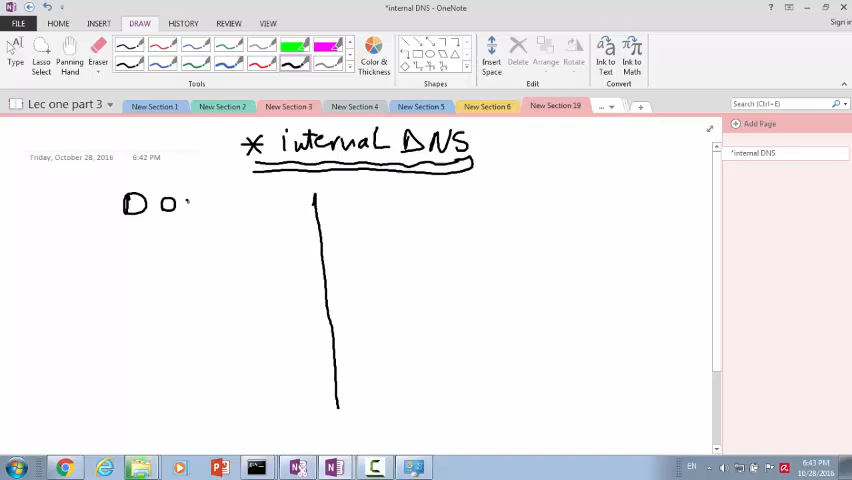 *internal DNS - OneNote
FILE HOME INSERT DRAW HISTORY REVIEW VIEW
Sign in
Type Lasso Select Panning Hand Eraser Color & Thickness Insert Space Delete Arrange Rotate Ink to Text Ink to Math
Tools Shapes Edit Convert
Lec one part 3 New Section 1 New Section 2 New Section 3 New Section 4 New Section 5 New Section 6 New Section 19 ... Search (Ctrl+E)
Add Page
*internal DNS
* internal DNS
Friday, October 28, 2016 6:42 PM
D O
EN 6:43 PM
10/28/2016